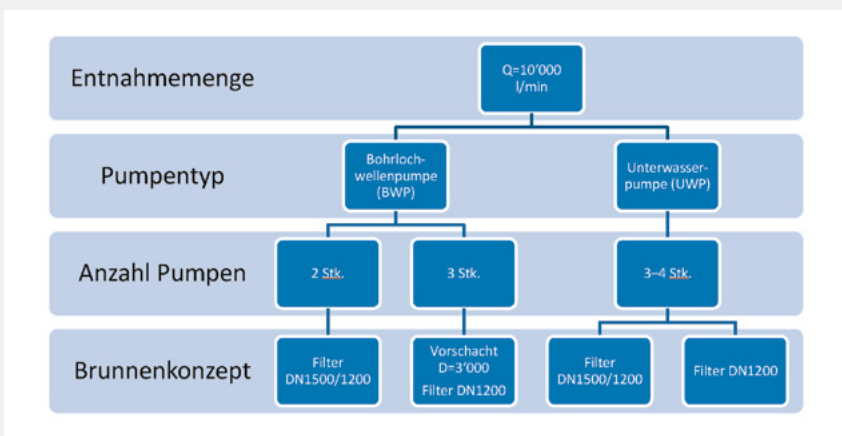 Entnahmemenge
Q=10‘000
l/min
Pumpentyp
Bohrloch-
wellenpumpe
(BWP)
Unterwasser-
pumpe (UWP)
Anzahl Pumpen
2 Stk.
3 Stk.
3–4 Stk.
Brunnenkonzept
Filter
DN1500/1200
Vorschacht
D=3‘000
Filter DN1200
Filter
DN1500/1200
Filter DN1200